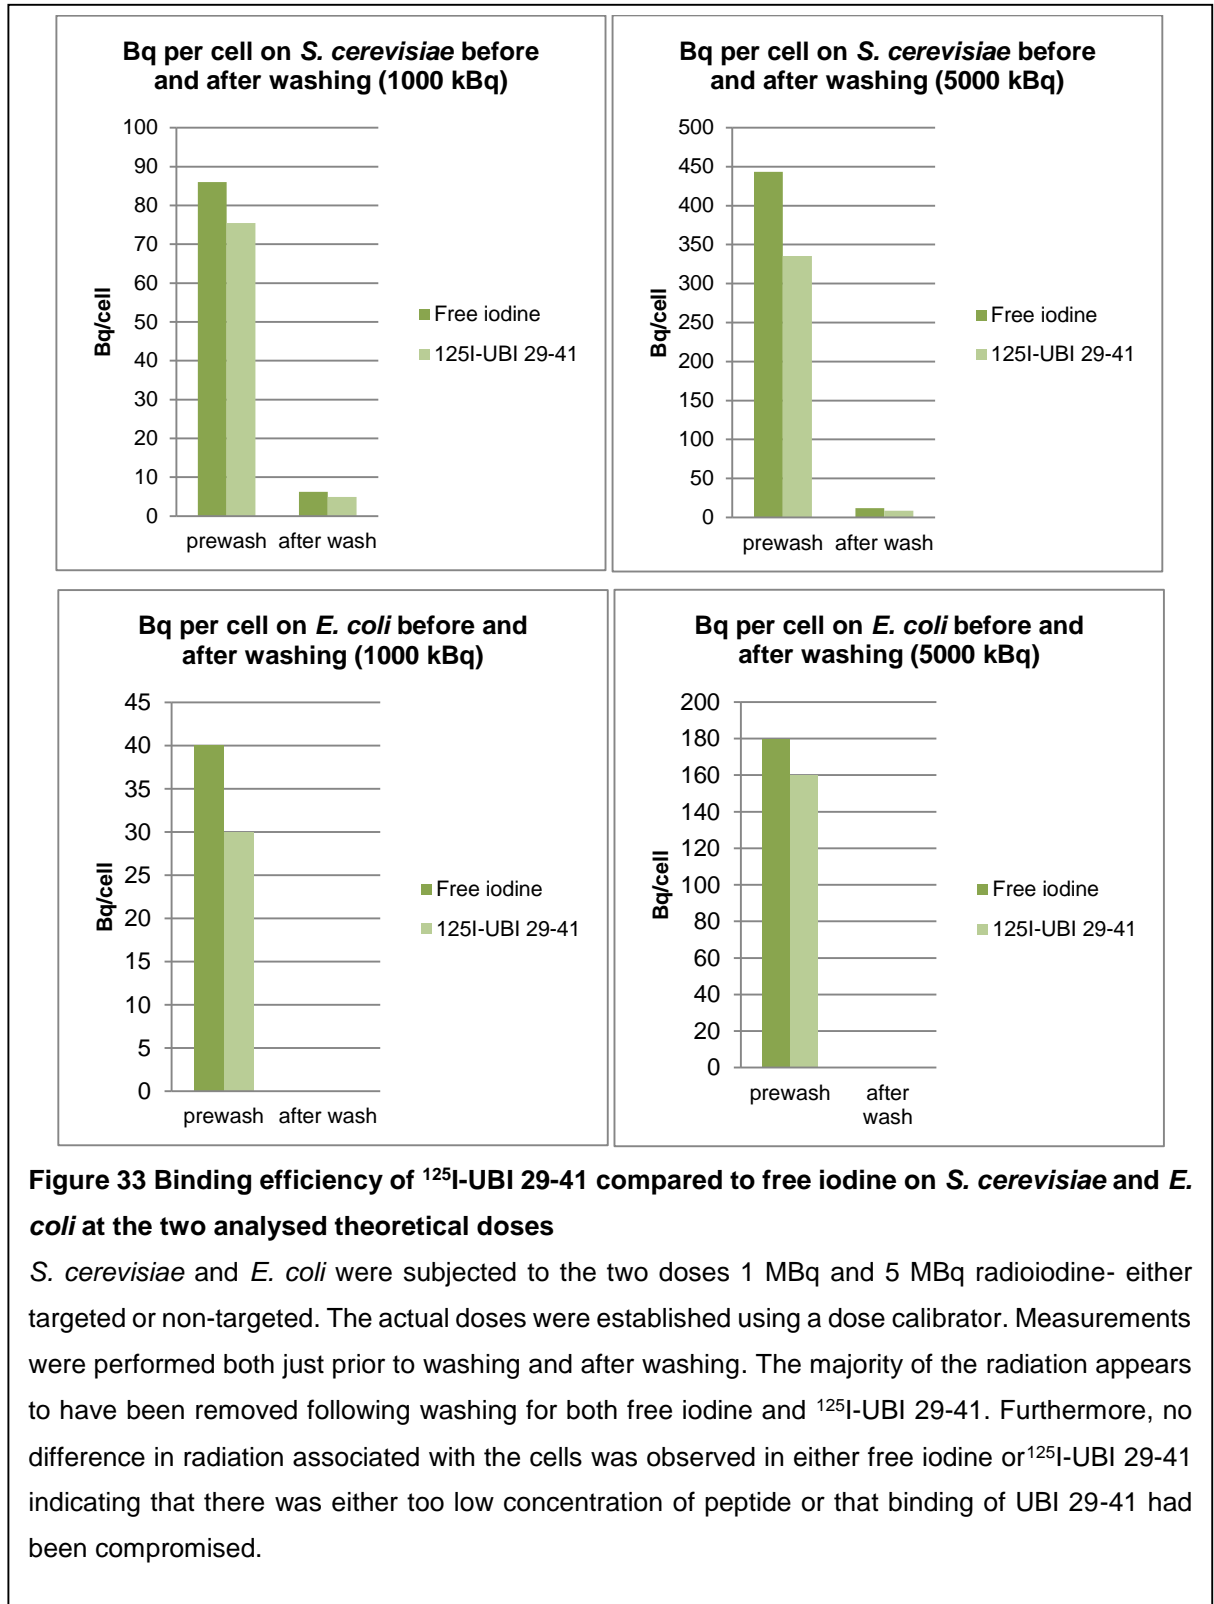 Bq per cell on S. cerevisiae before
and after washing (1000 kBq)
100
90
80
70
60
50
40
30
20
10
0
Bq/cell
prewash after wash
Free iodine
125I-UBI 29-41
Bq per cell on S. cerevisiae before
and after washing (5000 kBq)
500
450
400
350
300
250
200
150
100
50
0
Bq/cell
prewash after wash
Free iodine
125I-UBI 29-41
Bq per cell on E. coli before and
after washing (1000 kBq)
45
40
35
30
25
20
15
10
5
0
Bq/cell
prewash after wash
Free iodine
125I-UBI 29-41
Bq per cell on E. coli before and
after washing (5000 kBq)
200
180
160
140
120
100
80
60
40
20
0
Bq/cell
prewash after
wash
Free iodine
125I-UBI 29-41
Figure 33 Binding efficiency of ¹²⁵I-UBI 29-41 compared to free iodine on S. cerevisiae and E.
coli at the two analysed theoretical doses
S. cerevisiae and E. coli were subjected to the two doses 1 MBq and 5 MBq radioiodine- either
targeted or non-targeted. The actual doses were established using a dose calibrator. Measurements
were performed both just prior to washing and after washing. The majority of the radiation appears
to have been removed following washing for both free iodine and ¹²⁵I-UBI 29-41. Furthermore, no
difference in radiation associated with the cells was observed in either free iodine or¹²⁵I-UBI 29-41
indicating that there was either too low concentration of peptide or that binding of UBI 29-41 had
been compromised.